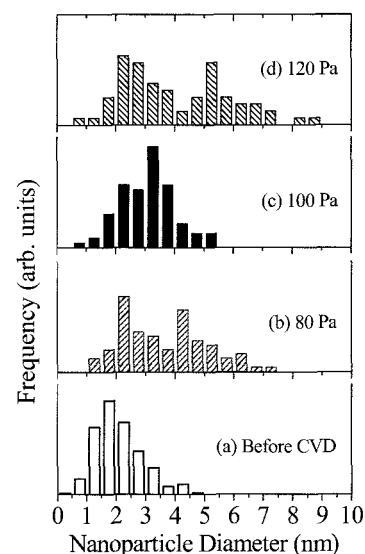 (d) 120 Pa
(c) 100 Pa
(b) 80 Pa
(a) Before CVD
Frequency (arb. units)
0 1 2 3 4 5 6 7 8 9 10
Nanoparticle Diameter (nm)